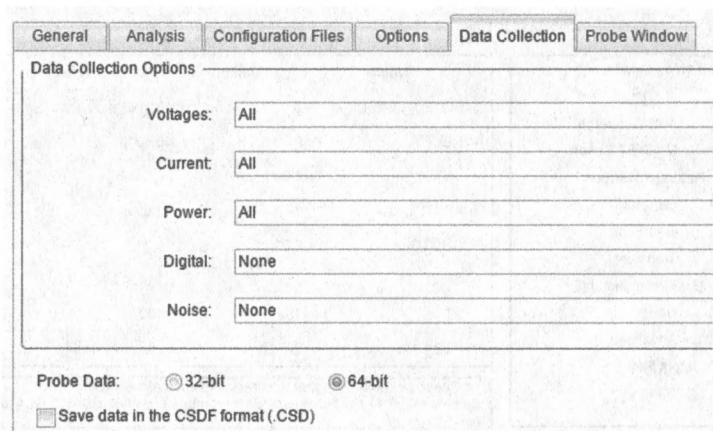 General Analysis Configuration Files Options Data Collection Probe Window
Data Collection Options
Voltages: All
Current: All
Power: All
Digital: None
Noise: None
Probe Data: 32-bit 64-bit
Save data in the CSDF format (.CSD)